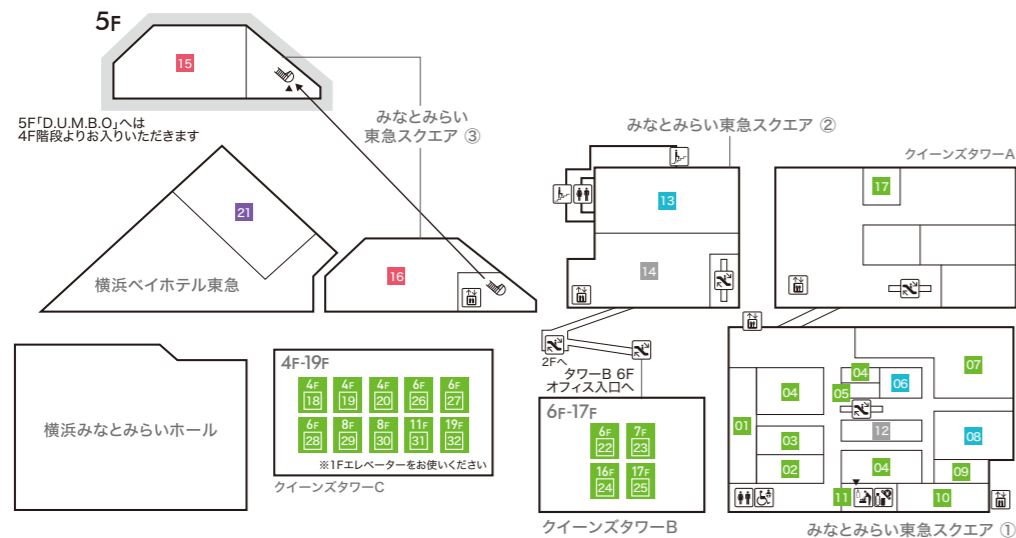 5F
15
5F「D.U.M.B.O」へは
4F階段よりお入りいただきます
みなとみらい
東急スクエア ③
みなとみらい東急スクエア ②
クイーンズタワーA
21
横浜ベイホテル東急
16
13
14
17
2Fへ
タワーB 6F
オフィス入口へ
横浜みなとみらいホール
4F-19F
4F 4F 4F 6F 6F
18 19 20 26 27
6F 8F 8F 11F 19F
28 29 30 31 32
※1Fエレベーターをお使いください
クイーンズタワーC
6F-17F
6F 7F
22 23
16F 17F
24 25
クイーンズタワーB
07
04
04
05
06
01
12
03
08
02
04
09
11
10
みなとみらい東急スクエア ①